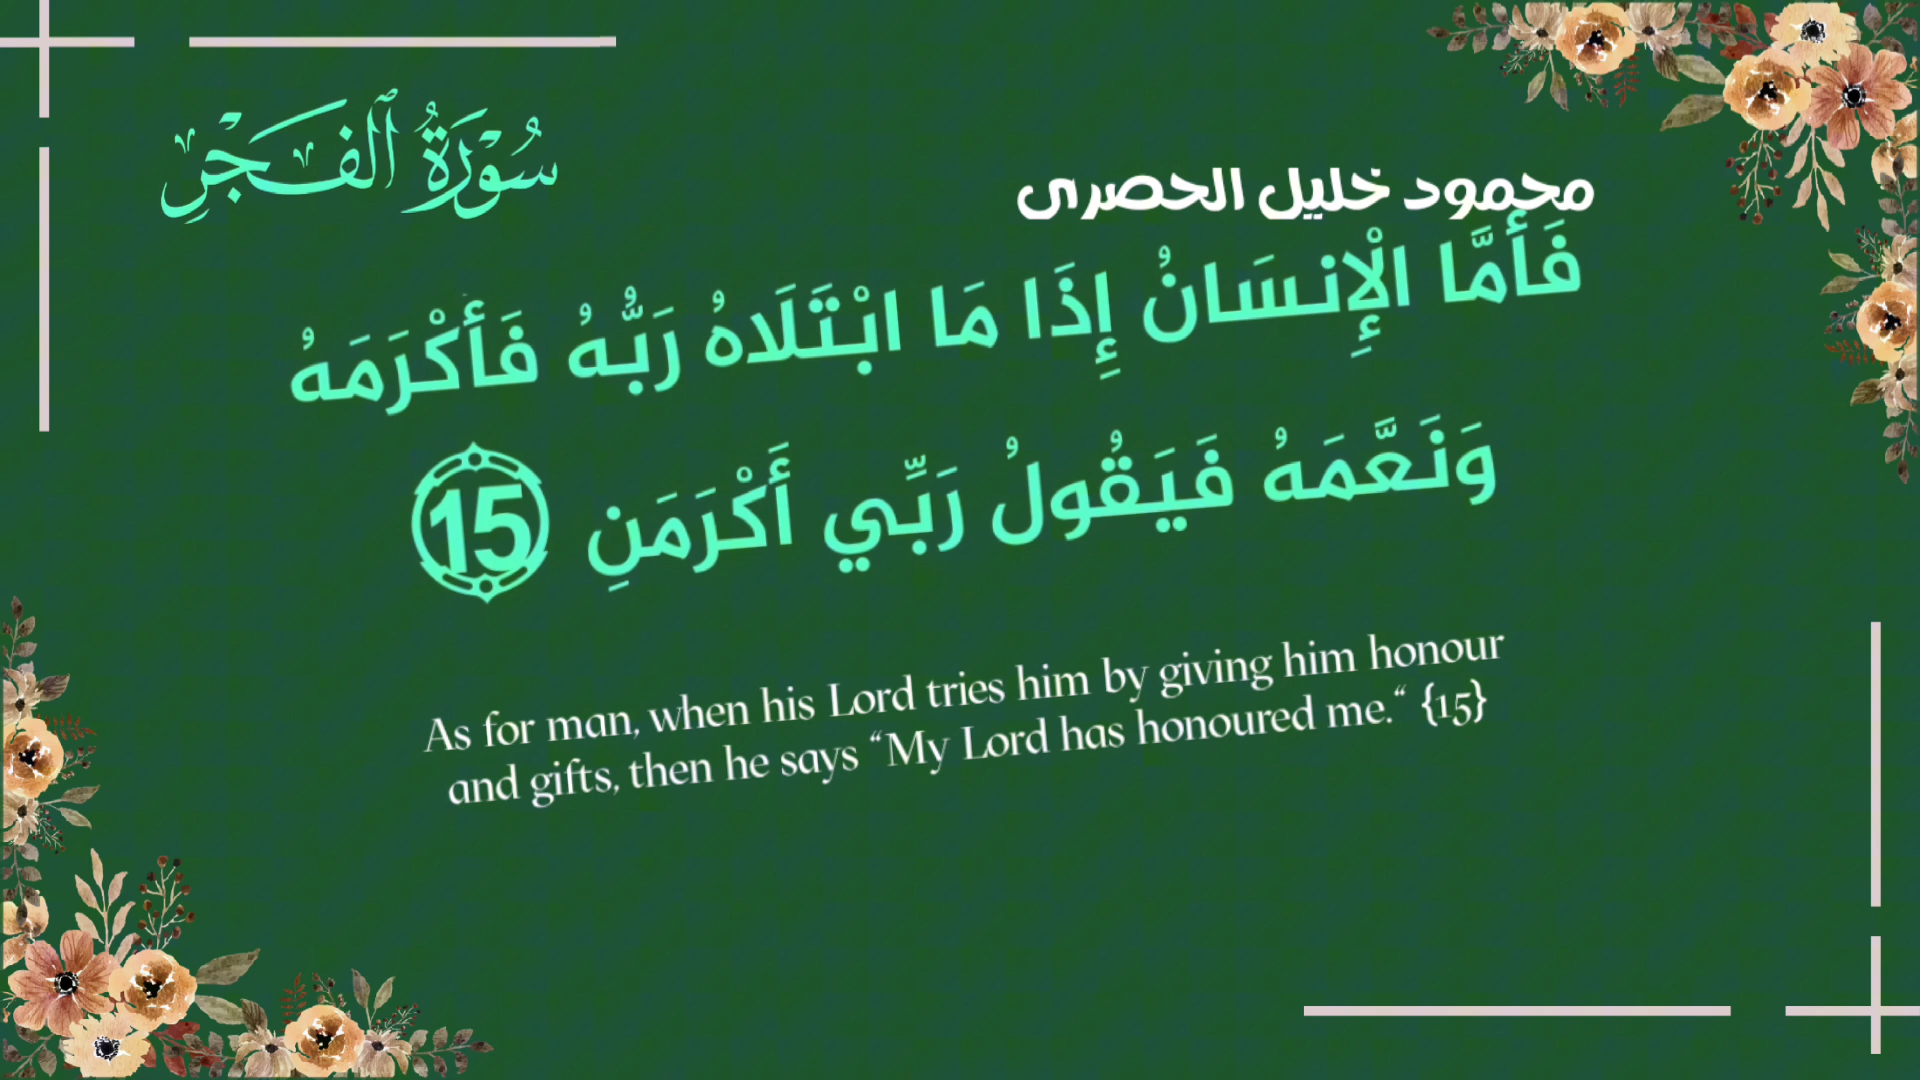 سُوْرَةُ ٱلْفَجْرِ
محمود خليل الحصرى
فَأَمَّا الْإِنسَانُ إِذَا مَا ابْتَلَاهُ رَبُّهُ فَأَكْرَمَهُ
وَنَعَّمَهُ فَيَقُولُ رَبِّي أَكْرَمَنِ 15
As for man, when his Lord tries him by giving him honour
and gifts, then he says “My Lord has honoured me.“ {15}